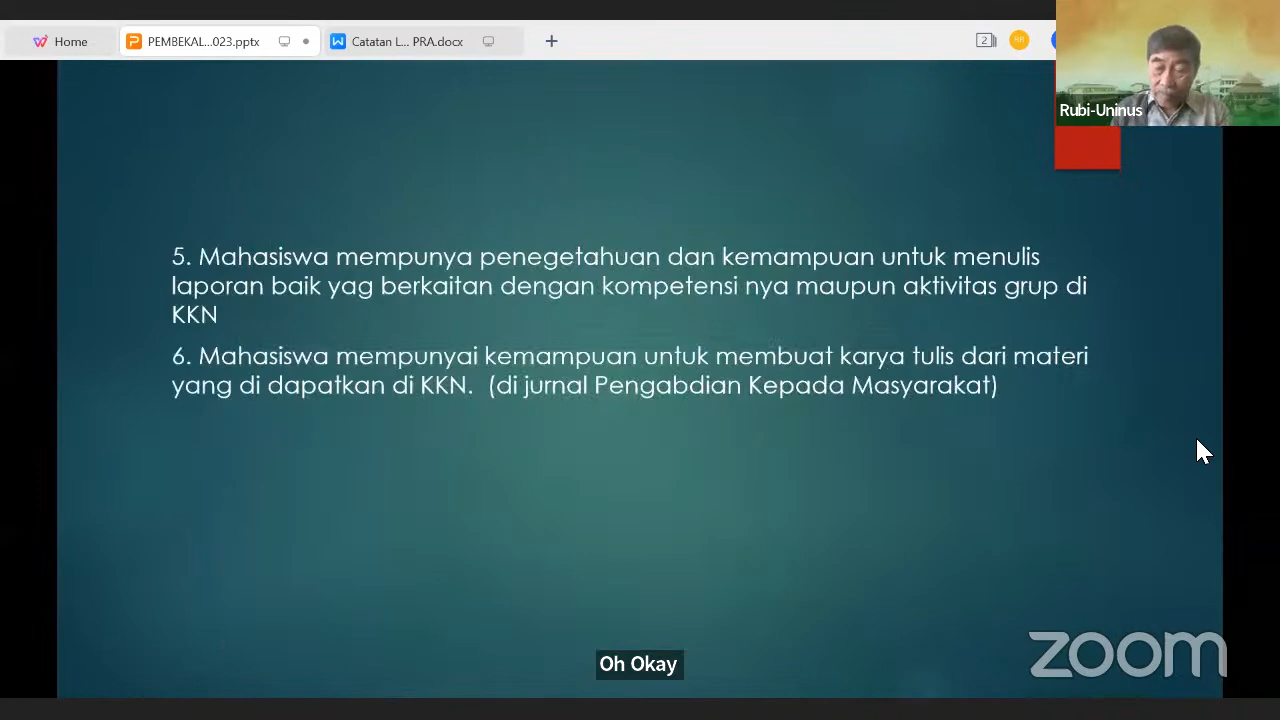 Home
PEMBEKAL...023.pptx
Catatan L... PRA.docx
2
RR
Rubi-Uninus
5. Mahasiswa mempunya penegetahuan dan kemampuan untuk menulis
laporan baik yag berkaitan dengan kompetensi nya maupun aktivitas grup di
KKN
6. Mahasiswa mempunyai kemampuan untuk membuat karya tulis dari materi
yang di dapatkan di KKN. (di jurnal Pengabdian Kepada Masyarakat)
Oh Okay
zoom